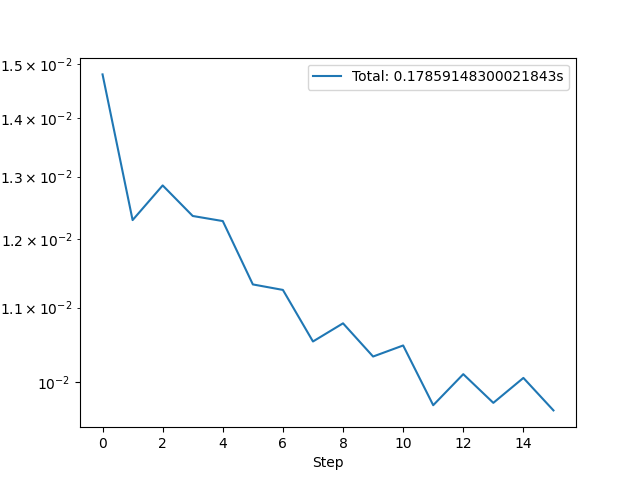 1.5 × 10⁻²
Total: 0.17859148300021843s
1.4 × 10⁻²
1.3 × 10⁻²
1.2 × 10⁻²
1.1 × 10⁻²
10⁻²
0 2 4 6 8 10 12 14
Step